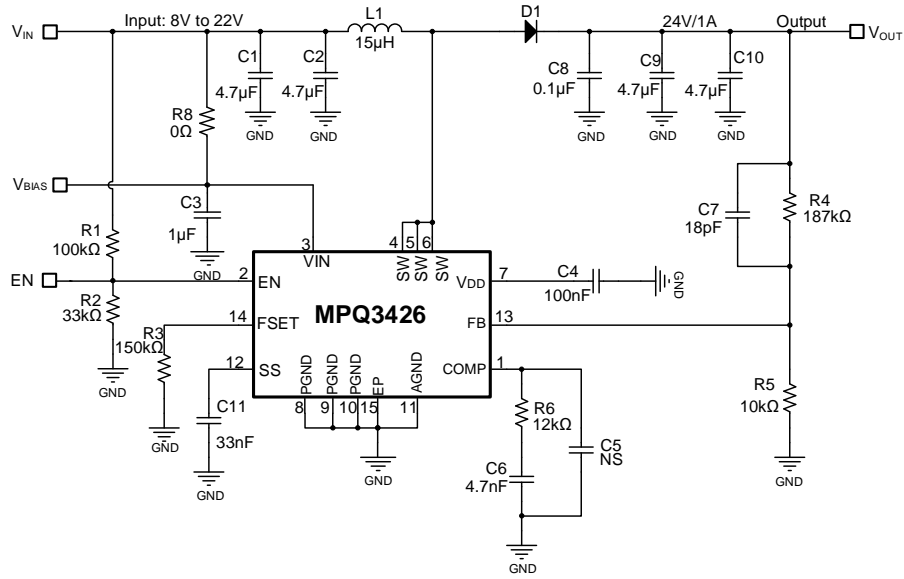 Input: 8V to 22V
L1
15µH
D1
24V/1A
Output
VIN
VOUT
C1
4.7µF
GND
C2
4.7µF
GND
C8
0.1µF
GND
C9
4.7µF
GND
C10
4.7µF
GND
R8
0Ω
VBIAS
C3
1µF
GND
R1
100kΩ
C7
18pF
R4
187kΩ
3
VIN
4
5
6
SW
SW
SW
EN
2
EN
VDD
7
C4
100nF
GND
R2
33kΩ
GND
MPQ3426
14
FSET
R3
150kΩ
GND
FB
13
12
SS
C11
33nF
GND
COMP
1
PGND
PGND
PGND
EP
AGND
8
9
10
15
11
GND
R6
12kΩ
C5
NS
C6
4.7nF
GND
R5
10kΩ
GND